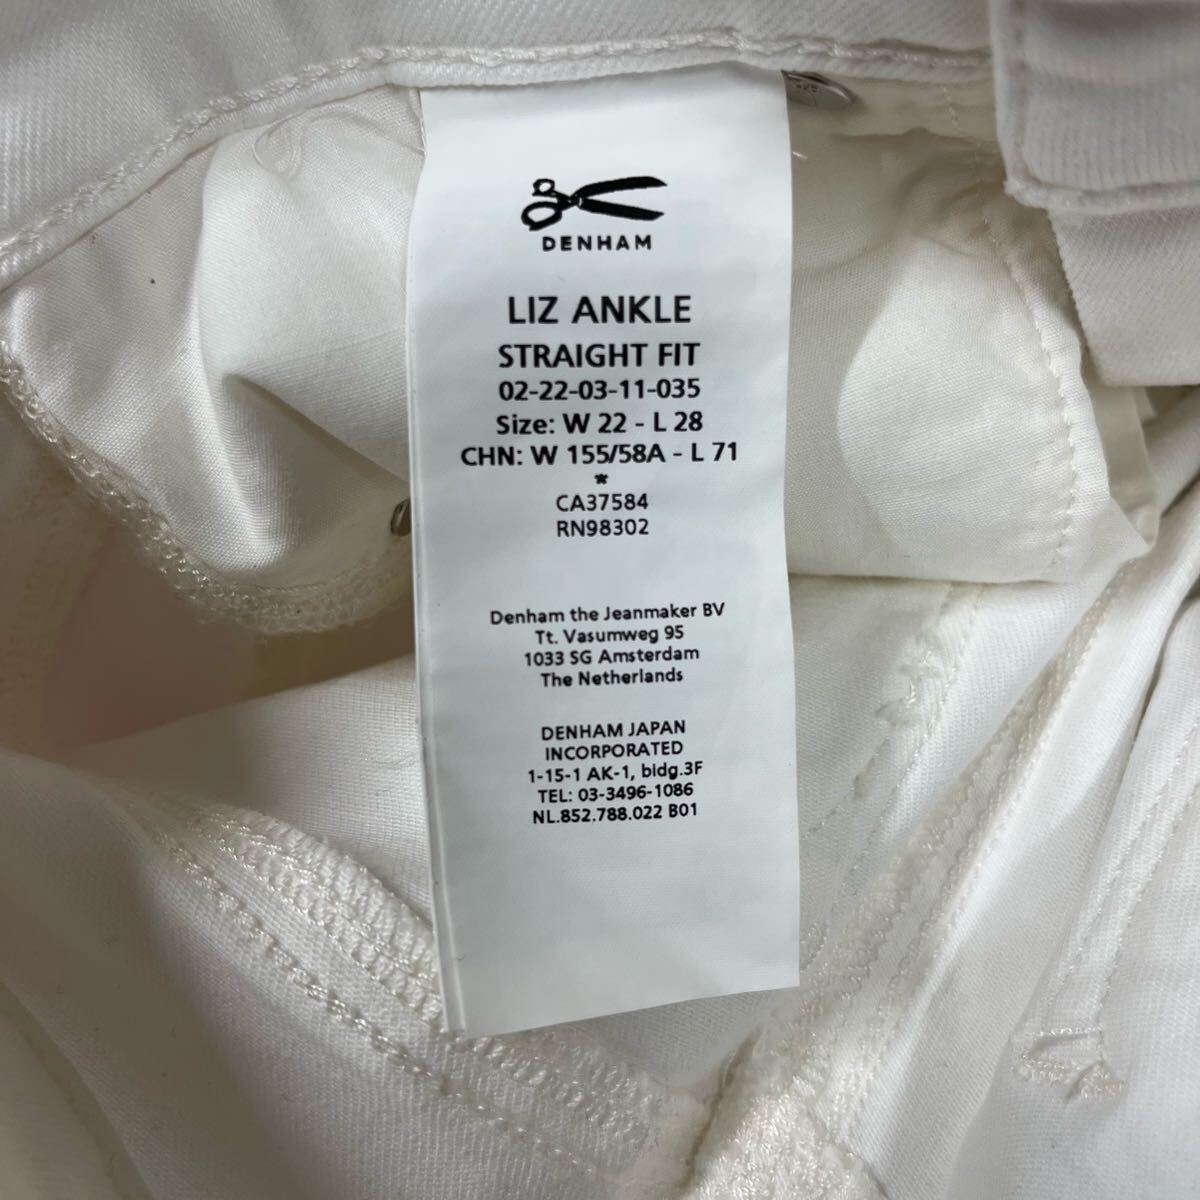 DENHAM
LIZ ANKLE
STRAIGHT FIT
02-22-03-11-035
Size: W 22 - L 28
CHN: W 155/58A - L 71
*
CA37584
RN98302
Denham the Jeanmaker BV
Tt. Vasumweg 95
1033 SG Amsterdam
The Netherlands
DENHAM JAPAN
INCORPORATED
1-15-1 AK-1, bidg.3F
TEL: 03-3496-1086
NL.852.788.022 B01